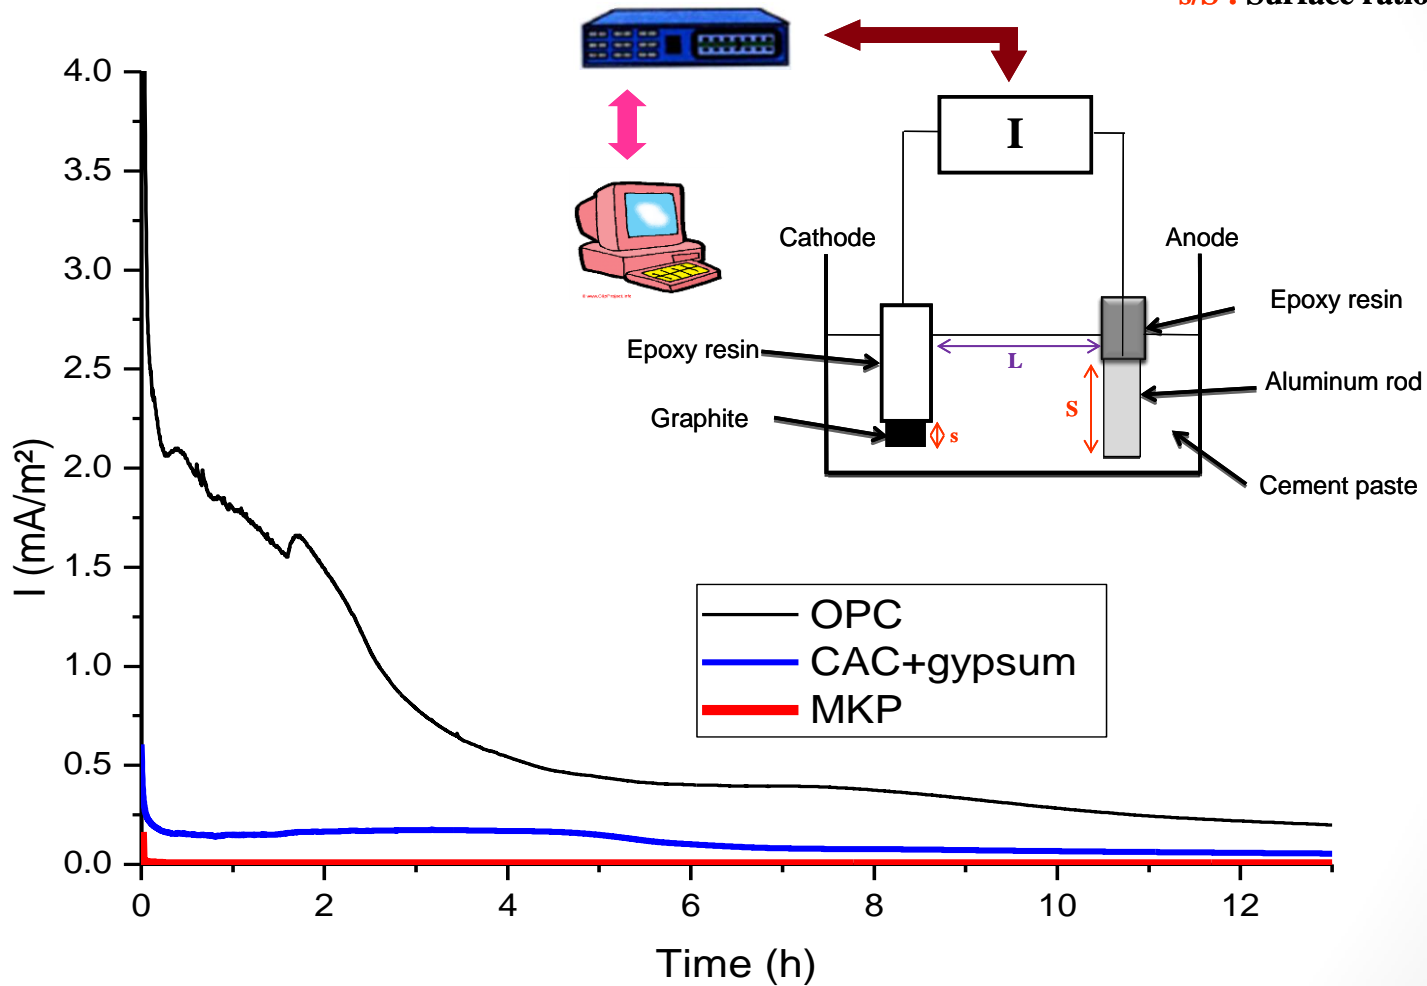 s/S : Surface ratio
I
Cathode
Anode
Epoxy resin
Epoxy resin
L
Aluminum rod
S
Graphite
s
Cement paste
4.0
3.5
3.0
2.5
2.0
1.5
1.0
0.5
0.0
I (mA/m²)
OPC
CAC+gypsum
MKP
0
2
4
6
8
10
12
Time (h)